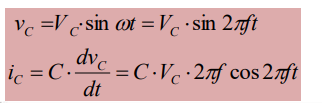 v_C = V_C · sin ωt = V_C · sin 2πft
i_C = C · dv_C/dt = C · V_C · 2πf cos 2πft